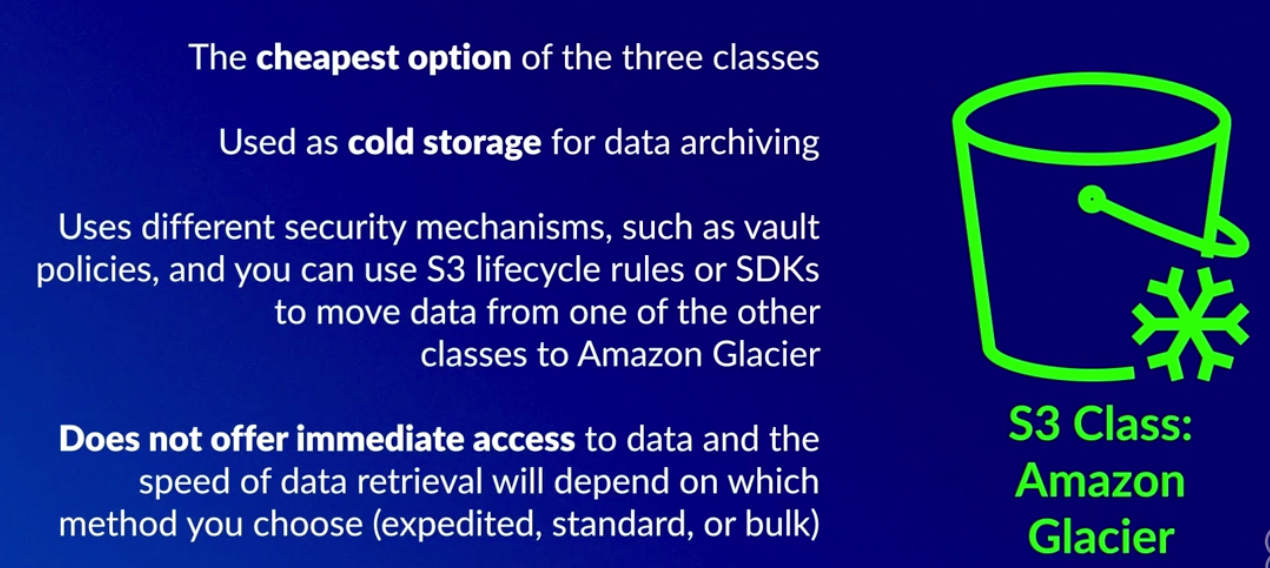 The cheapest option of the three classes
Used as cold storage for data archiving
Uses different security mechanisms, such as vault
policies, and you can use S3 lifecycle rules or SDKs
to move data from one of the other
classes to Amazon Glacier
Does not offer immediate access to data and the
speed of data retrieval will depend on which
method you choose (expedited, standard, or bulk)
S3 Class:
Amazon
Glacier